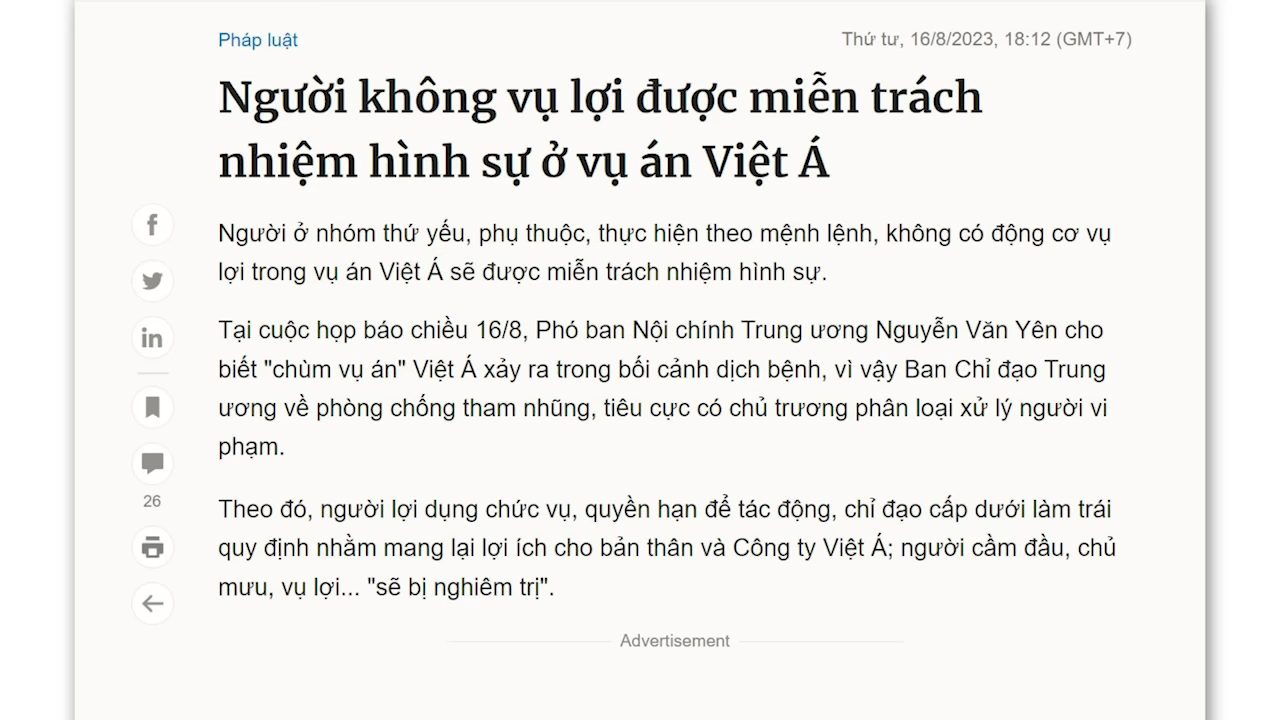 Pháp luật
Thứ tư, 16/8/2023, 18:12 (GMT+7)
Người không vụ lợi được miễn trách
nhiệm hình sự ở vụ án Việt Á
Người ở nhóm thứ yếu, phụ thuộc, thực hiện theo mệnh lệnh, không có động cơ vụ
lợi trong vụ án Việt Á sẽ được miễn trách nhiệm hình sự.
Tại cuộc họp báo chiều 16/8, Phó ban Nội chính Trung ương Nguyễn Văn Yên cho
biết "chùm vụ án" Việt Á xảy ra trong bối cảnh dịch bệnh, vì vậy Ban Chỉ đạo Trung
ương về phòng chống tham nhũng, tiêu cực có chủ trương phân loại xử lý người vi
phạm.
26
Theo đó, người lợi dụng chức vụ, quyền hạn để tác động, chỉ đạo cấp dưới làm trái
quy định nhằm mang lại lợi ích cho bản thân và Công ty Việt Á; người cầm đầu, chủ
mưu, vụ lợi... "sẽ bị nghiêm trị".
Advertisement